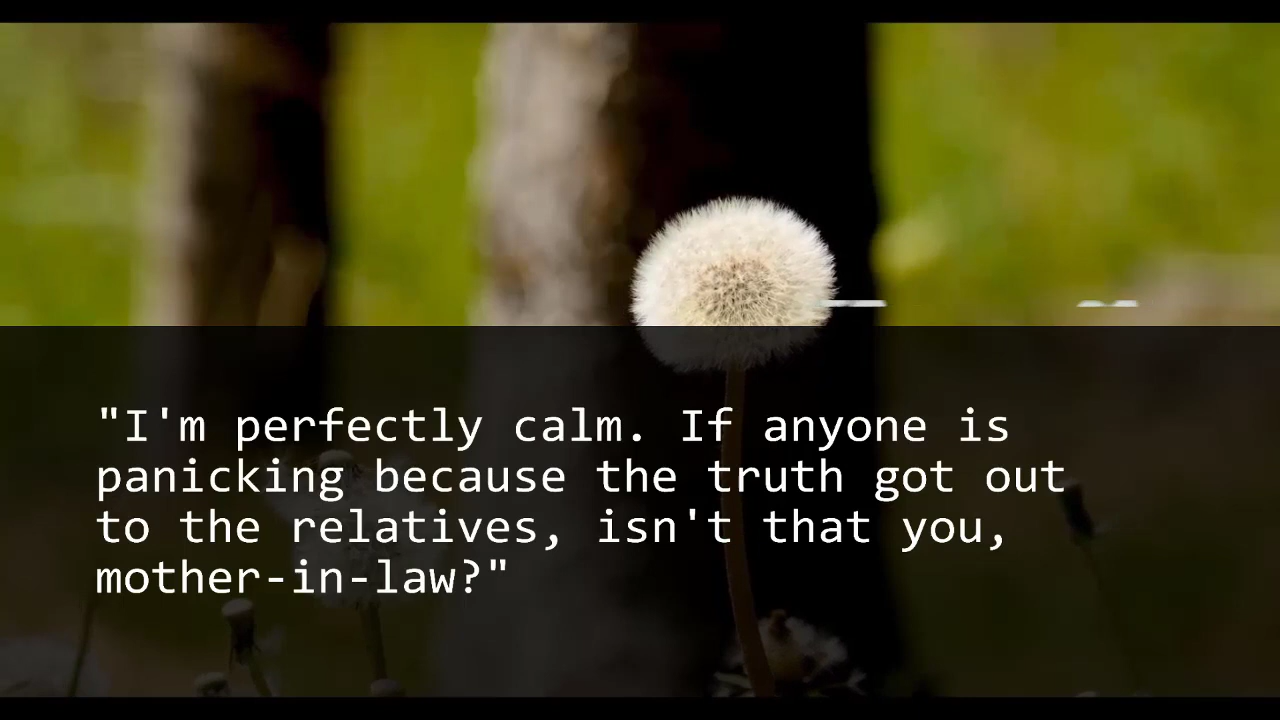 "I'm perfectly calm. If anyone is
panicking because the truth got out
to the relatives, isn't that you,
mother-in-law?"